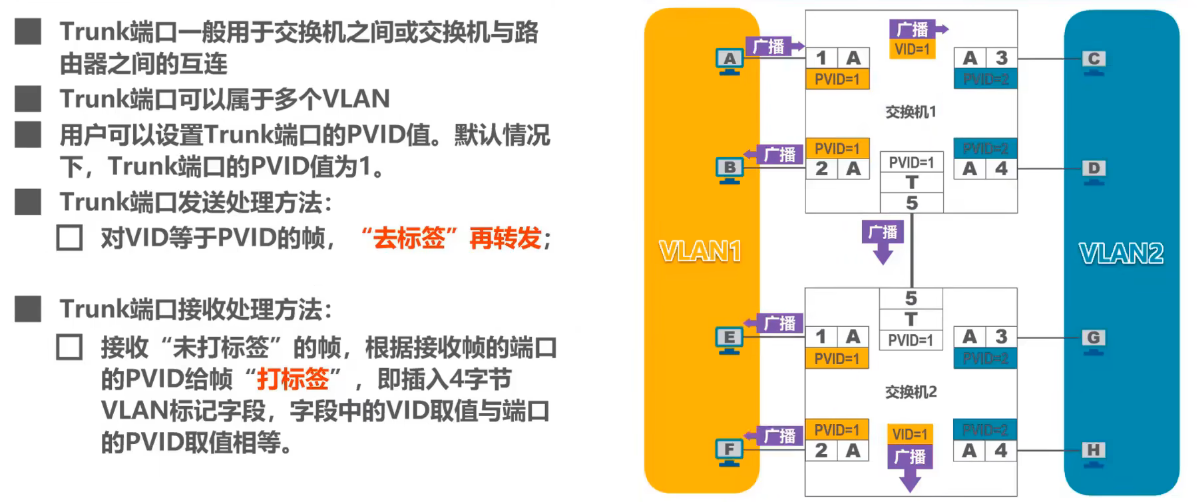 Trunk端口一般用于交换机之间或交换机与路
由器之间的互连
Trunk端口可以属于多个VLAN
用户可以设置Trunk端口的PVID值。默认情况
下，Trunk端口的PVID值为1。
Trunk端口发送处理方法：
对VID等于PVID的帧，“去标签”再转发；
Trunk端口接收处理方法：
接收“未打标签”的帧，根据接收帧的端口
的PVID给帧“打标签”，即插入4字节
VLAN标记字段，字段中的VID取值与端口
的PVID取值相等。
VLAN1
A
广播
1 A
PVID=1
广播
VID=1
A 3
PVID=2
C
交换机1
B
广播
PVID=1
2 A
PVID=1
T
5
PVID=2
A 4
D
广播
VLAN2
E
广播
1 A
PVID=1
5
T
PVID=1
A 3
PVID=2
G
交换机2
F
广播
PVID=1
2 A
VID=1
广播
PVID=2
A 4
H